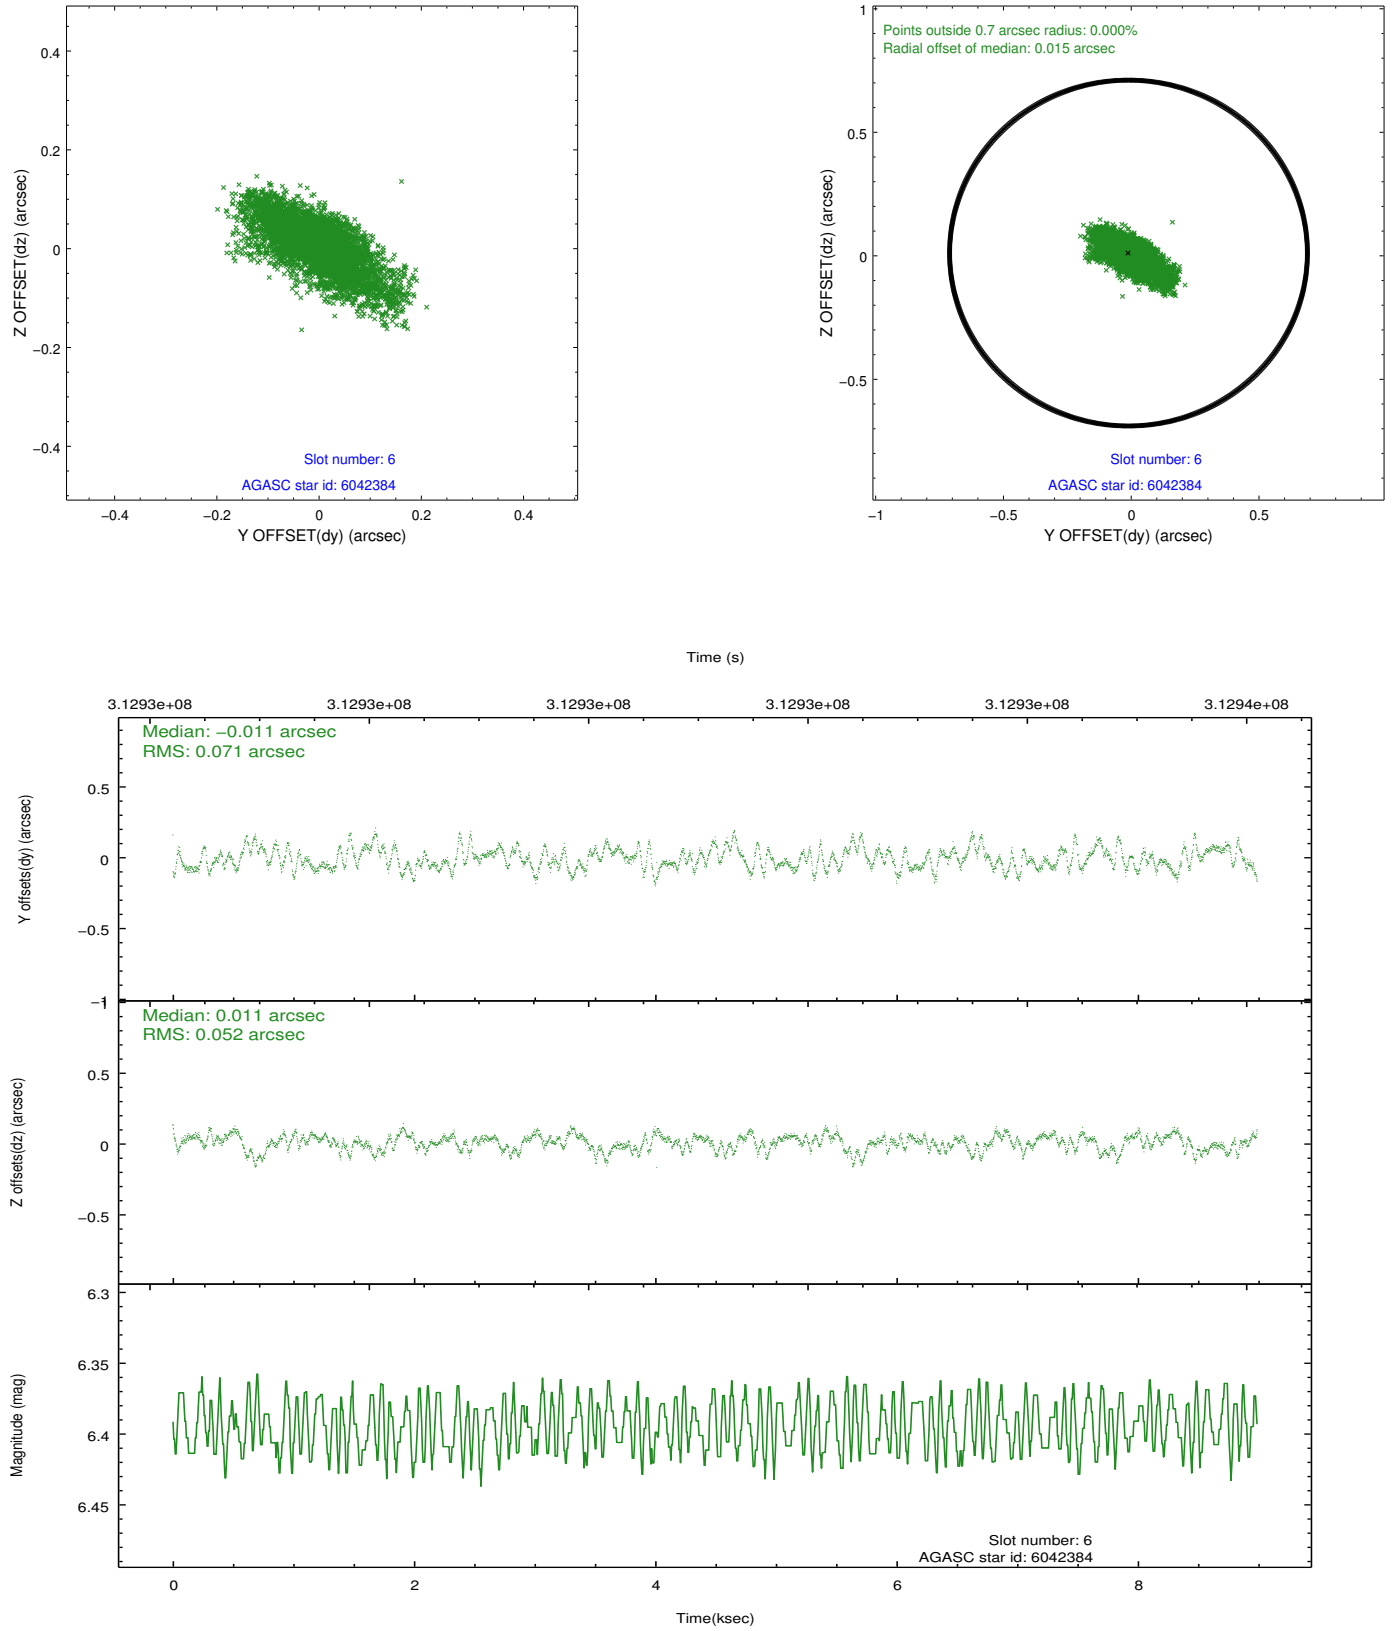 0.4
0.2
0
−0.2
−0.4
Z OFFSET(dz) (arcsec)
Slot number: 6
AGASC star id: 6042384
−0.4 −0.2 0 0.2 0.4
Y OFFSET(dy) (arcsec)
1
0.5
0
−0.5
Z OFFSET(dz) (arcsec)
Points outside 0.7 arcsec radius: 0.000%
Radial offset of median: 0.015 arcsec
Slot number: 6
AGASC star id: 6042384
−1 −0.5 0 0.5
Y OFFSET(dy) (arcsec)
Time (s)
3.1293e+08 3.1293e+08 3.1293e+08 3.1293e+08 3.1293e+08 3.1294e+08
Median: −0.011 arcsec
RMS: 0.071 arcsec
0.5
0
−0.5
−1
Y offsets(dy) (arcsec)
1
Median: 0.011 arcsec
RMS: 0.052 arcsec
0.5
0
−0.5
Z offsets(dz) (arcsec)
6.3
6.35
6.4
6.45
Magnitude (mag)
Slot number: 6
AGASC star id: 6042384
0 2 4 6 8
Time(ksec)